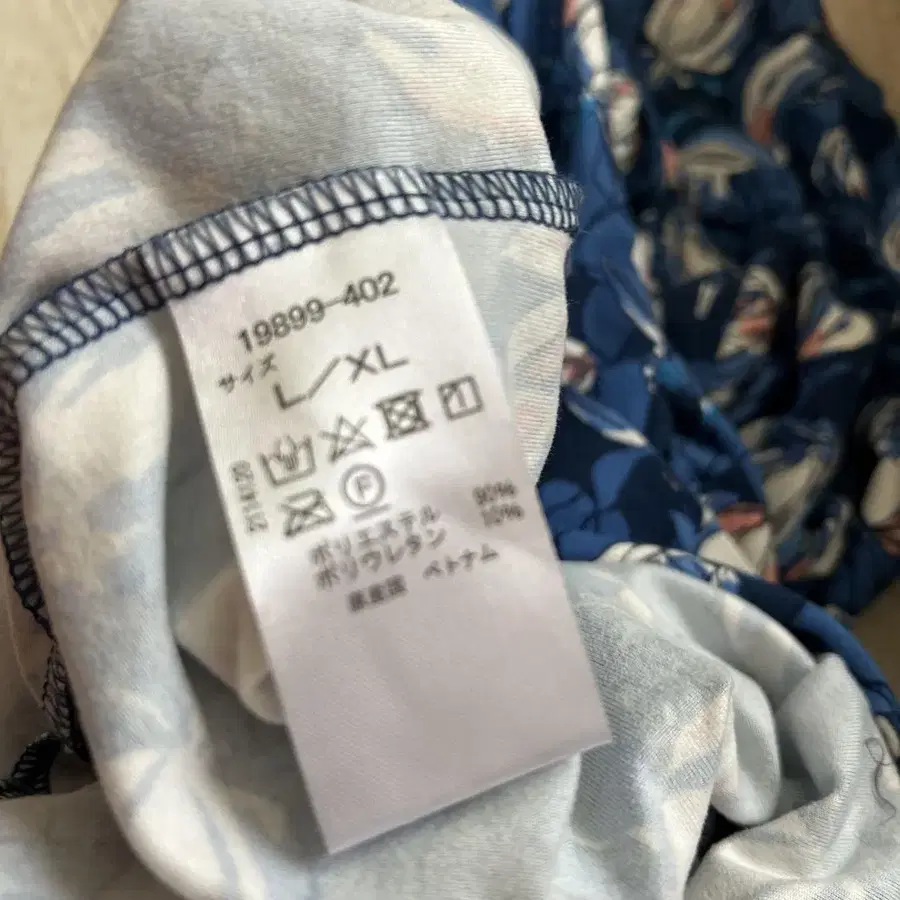 19899-402
サイズ
L/XL
F
ポリエステル 90%
ポリウレタン 10%
原産国 ベトナム